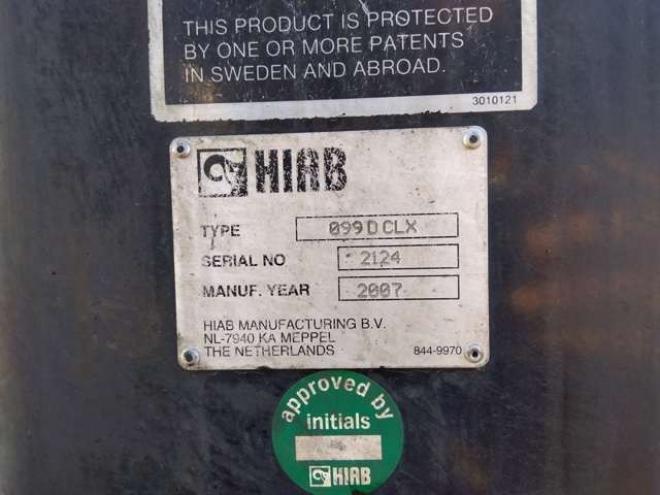 THIS PRODUCT IS PROTECTED
BY ONE OR MORE PATENTS
IN SWEDEN AND ABROAD.
3010121
HIAB
TYPE 099 D CLX
SERIAL NO 2124
MANUF. YEAR 2007
HIAB MANUFACTURING B.V.
NL-7940 KA MEPPEL
THE NETHERLANDS 844-9970
approved by
initials
HIAB